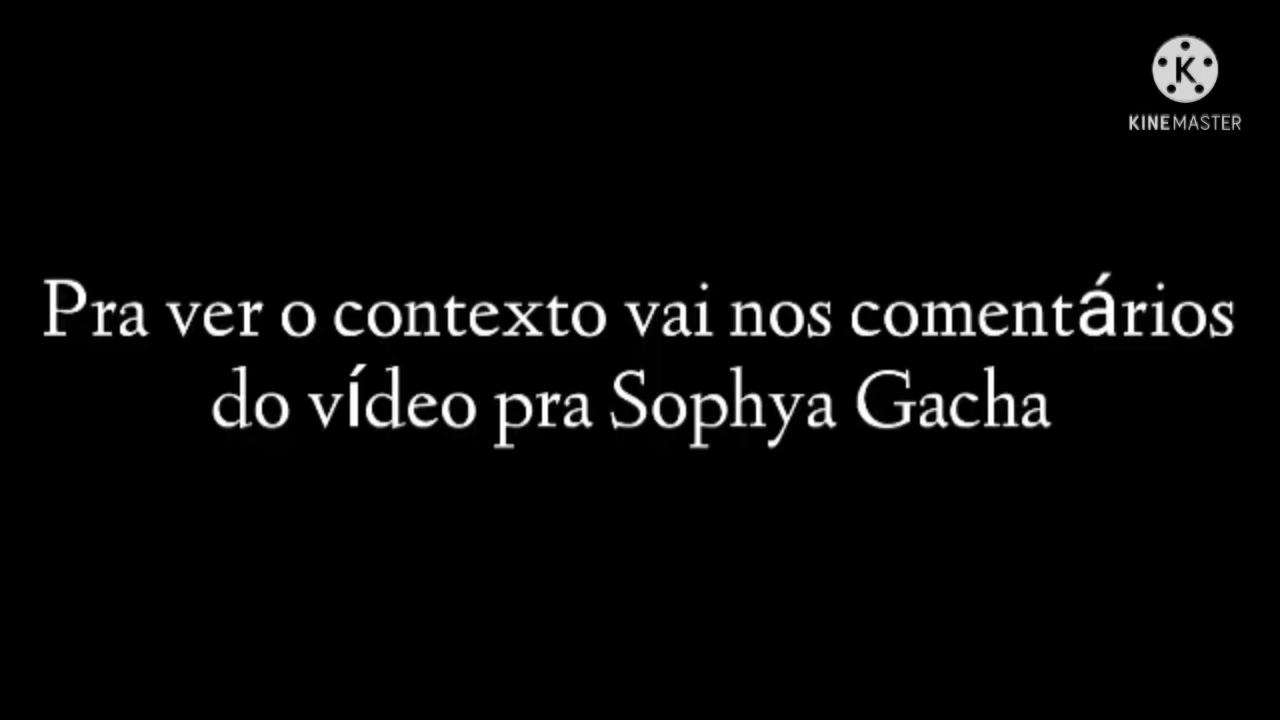 K
KINEMASTER
Pra ver o contexto vai nos comentários
do vídeo pra Sophya Gacha